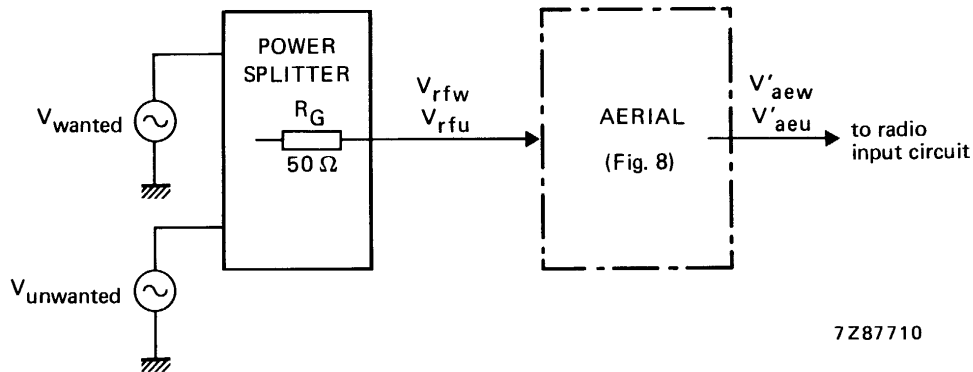 POWER
SPLITTER
R_G
50 Ω
V_wanted
V_unwanted
V_rfw
V_rfu
AERIAL
(Fig. 8)
V'_aew
V'_aeu
to radio
input circuit
7Z87710